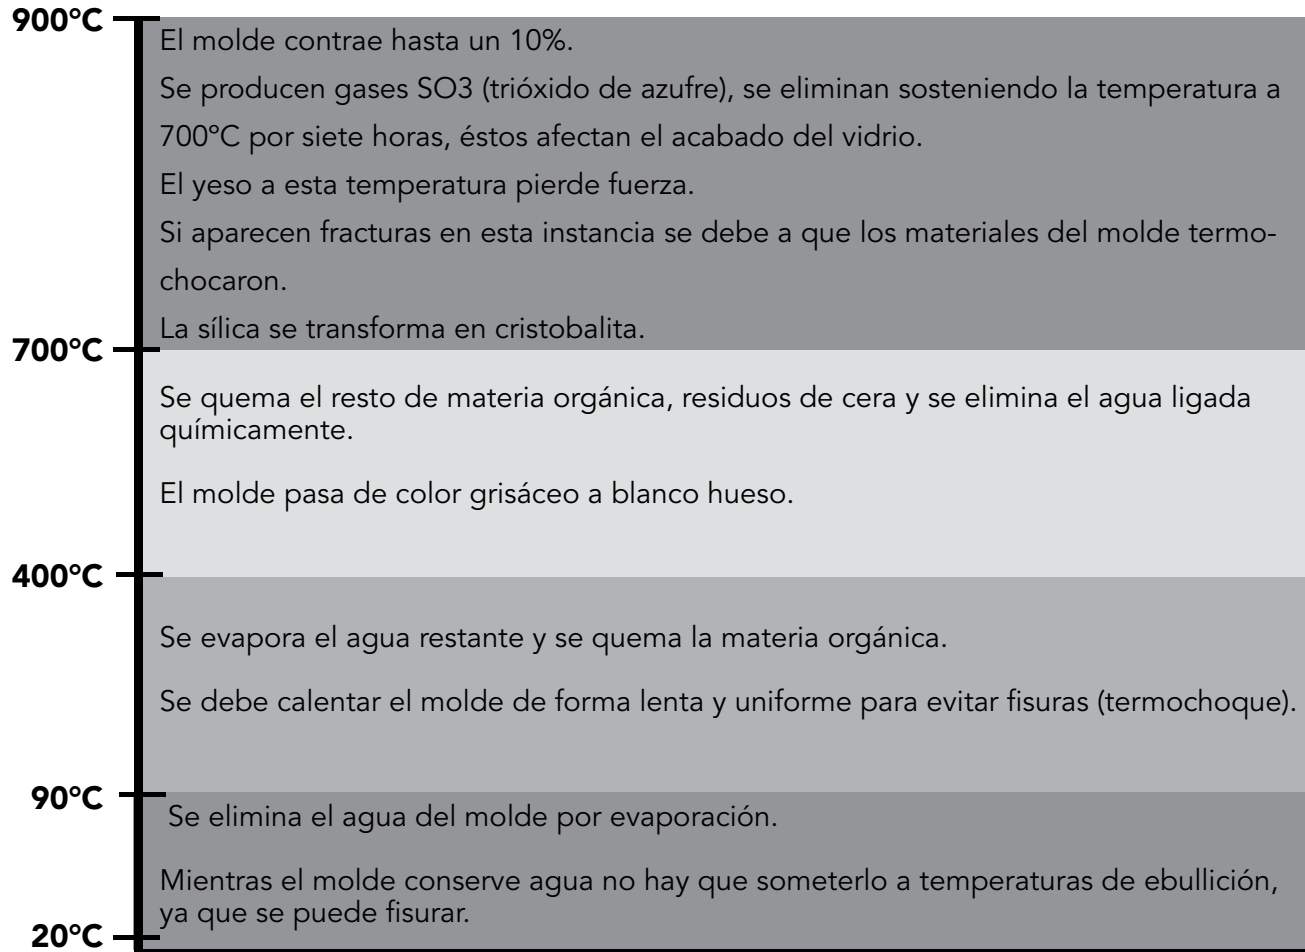 900°C
El molde contrae hasta un 10%.
Se producen gases SO3 (trióxido de azufre), se eliminan sosteniendo la temperatura a
700ºC por siete horas, éstos afectan el acabado del vidrio.
El yeso a esta temperatura pierde fuerza.
Si aparecen fracturas en esta instancia se debe a que los materiales del molde termo-
chocaron.
La sílica se transforma en cristobalita.
700°C
Se quema el resto de materia orgánica, residuos de cera y se elimina el agua ligada
químicamente.
El molde pasa de color grisáceo a blanco hueso.
400°C
Se evapora el agua restante y se quema la materia orgánica.
Se debe calentar el molde de forma lenta y uniforme para evitar fisuras (termochoque).
90°C
Se elimina el agua del molde por evaporación.
Mientras el molde conserve agua no hay que someterlo a temperaturas de ebullición,
ya que se puede fisurar.
20°C